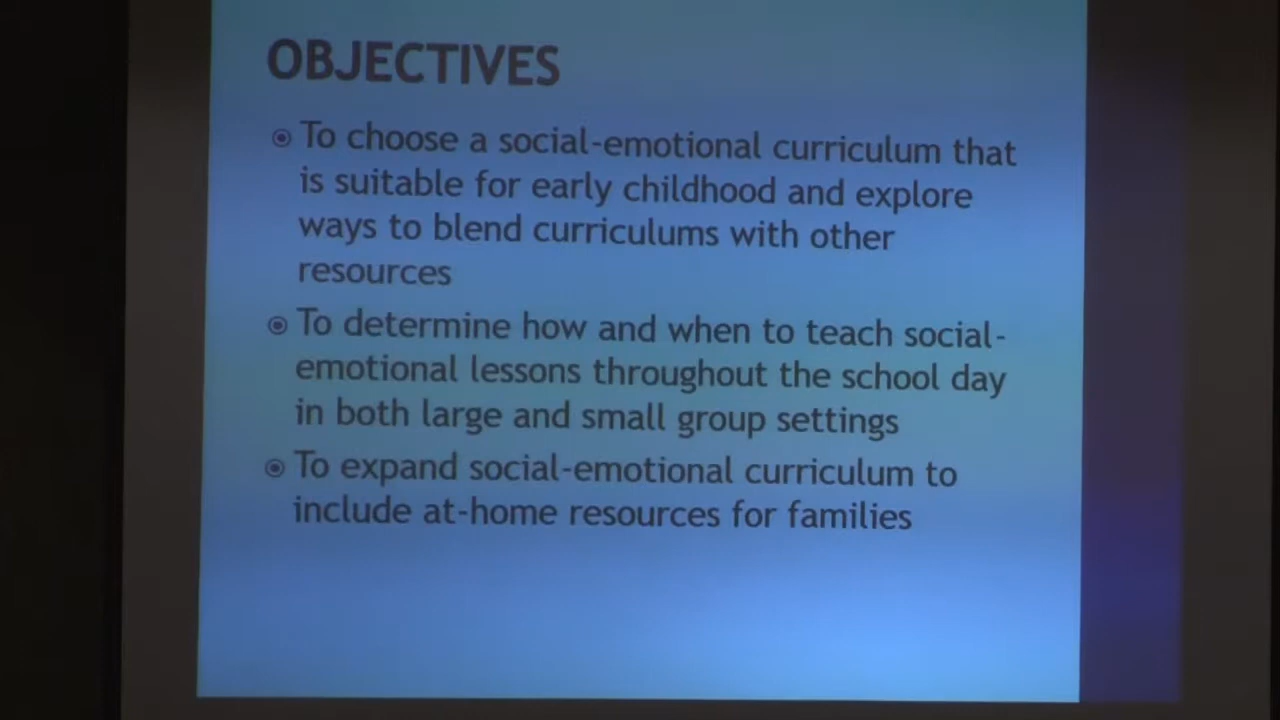 OBJECTIVES
To choose a social-emotional curriculum that
is suitable for early childhood and explore
ways to blend curriculums with other
resources
To determine how and when to teach social-
emotional lessons throughout the school day
in both large and small group settings
To expand social-emotional curriculum to
include at-home resources for families